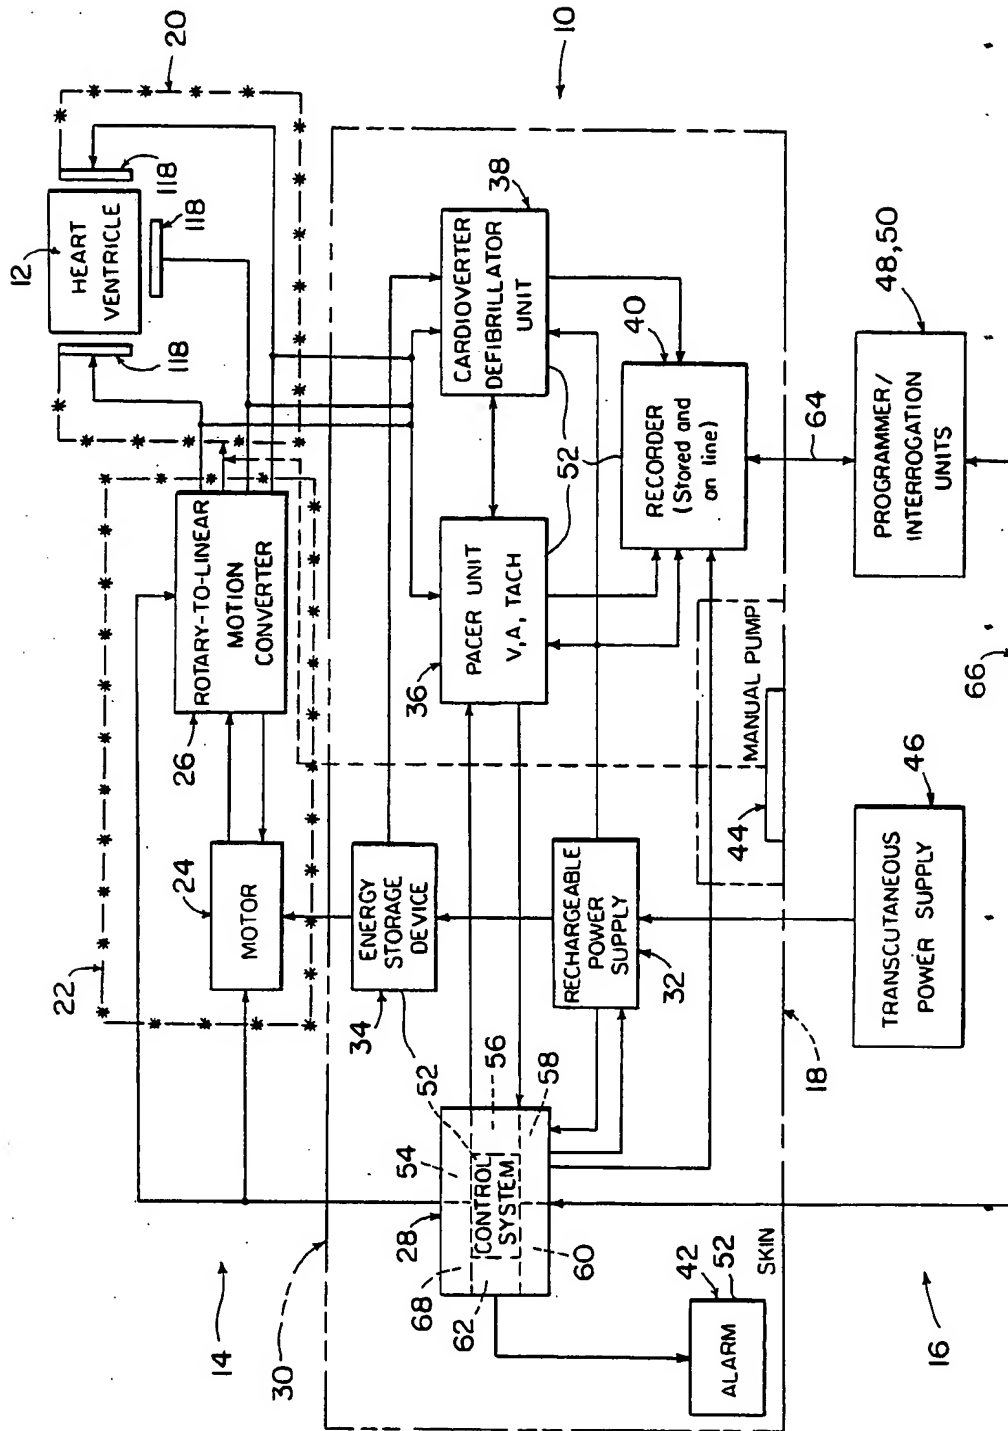 12
HEART
VENTRICLE
118
118
118
20
22
24
MOTOR
26
ROTARY-TO-LINEAR
MOTION
CONVERTER
14
30
10
34
ENERGY
STORAGE
DEVICE
52
36
PACER UNIT
V,A, TACH
52
38
CARDIOVERTER
DEFIBRILLATOR
UNIT
40
RECORDER
(Stored and
on line)
28
54
56
58
60
62
68
CONTROL
SYSTEM
RECHARGEABLE
POWER
SUPPLY
32
MANUAL PUMP
44
42
52
ALARM
SKIN
18
64
16
46
TRANSCUTANEOUS
POWER SUPPLY
48,50
PROGRAMMER/
INTERROGATION
UNITS
66